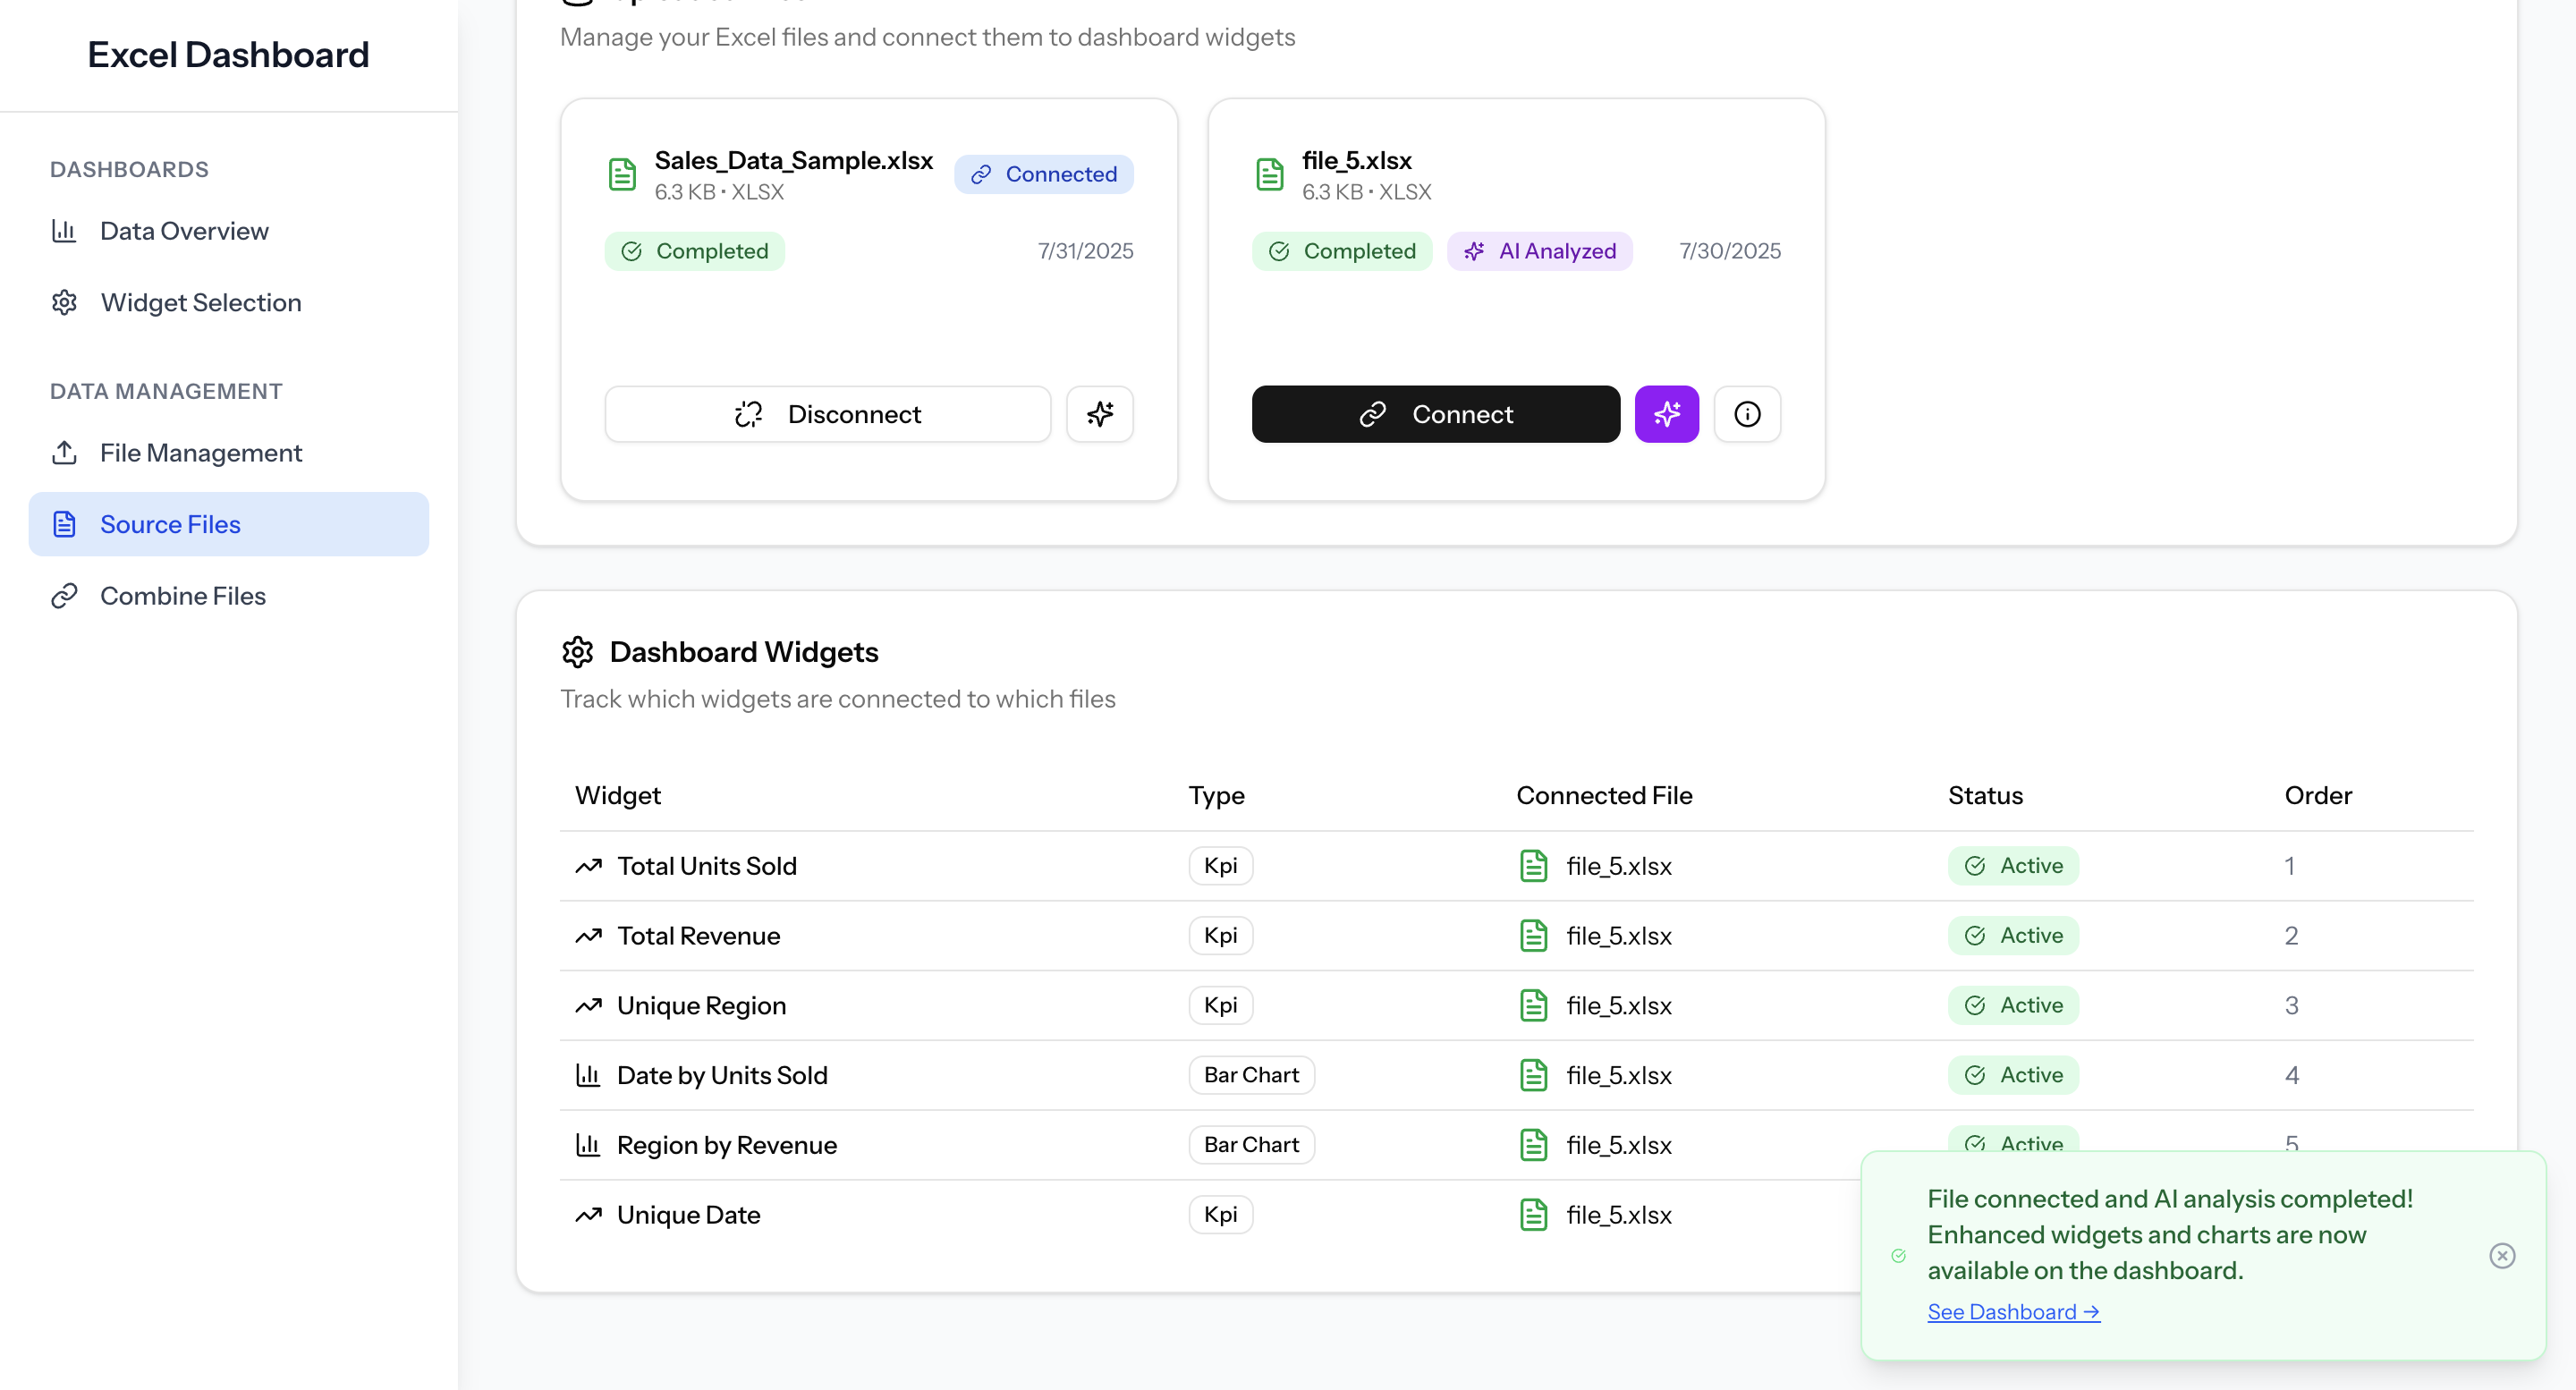 Excel Dashboard
DASHBOARDS
Data Overview
Widget Selection
DATA MANAGEMENT
File Management
Source Files
Combine Files
Manage your Excel files and connect them to dashboard widgets
Sales_Data_Sample.xlsx
6.3 KB • XLSX
Connected
Completed
7/31/2025
Disconnect
file_5.xlsx
6.3 KB • XLSX
Completed
AI Analyzed
7/30/2025
Connect
Dashboard Widgets
Track which widgets are connected to which files
Widget Type Connected File Status Order
Total Units Sold Kpi file_5.xlsx Active 1
Total Revenue Kpi file_5.xlsx Active 2
Unique Region Kpi file_5.xlsx Active 3
Date by Units Sold Bar Chart file_5.xlsx Active 4
Region by Revenue Bar Chart file_5.xlsx Active 5
Unique Date Kpi file_5.xlsx
File connected and AI analysis completed!
Enhanced widgets and charts are now
available on the dashboard.
See Dashboard →